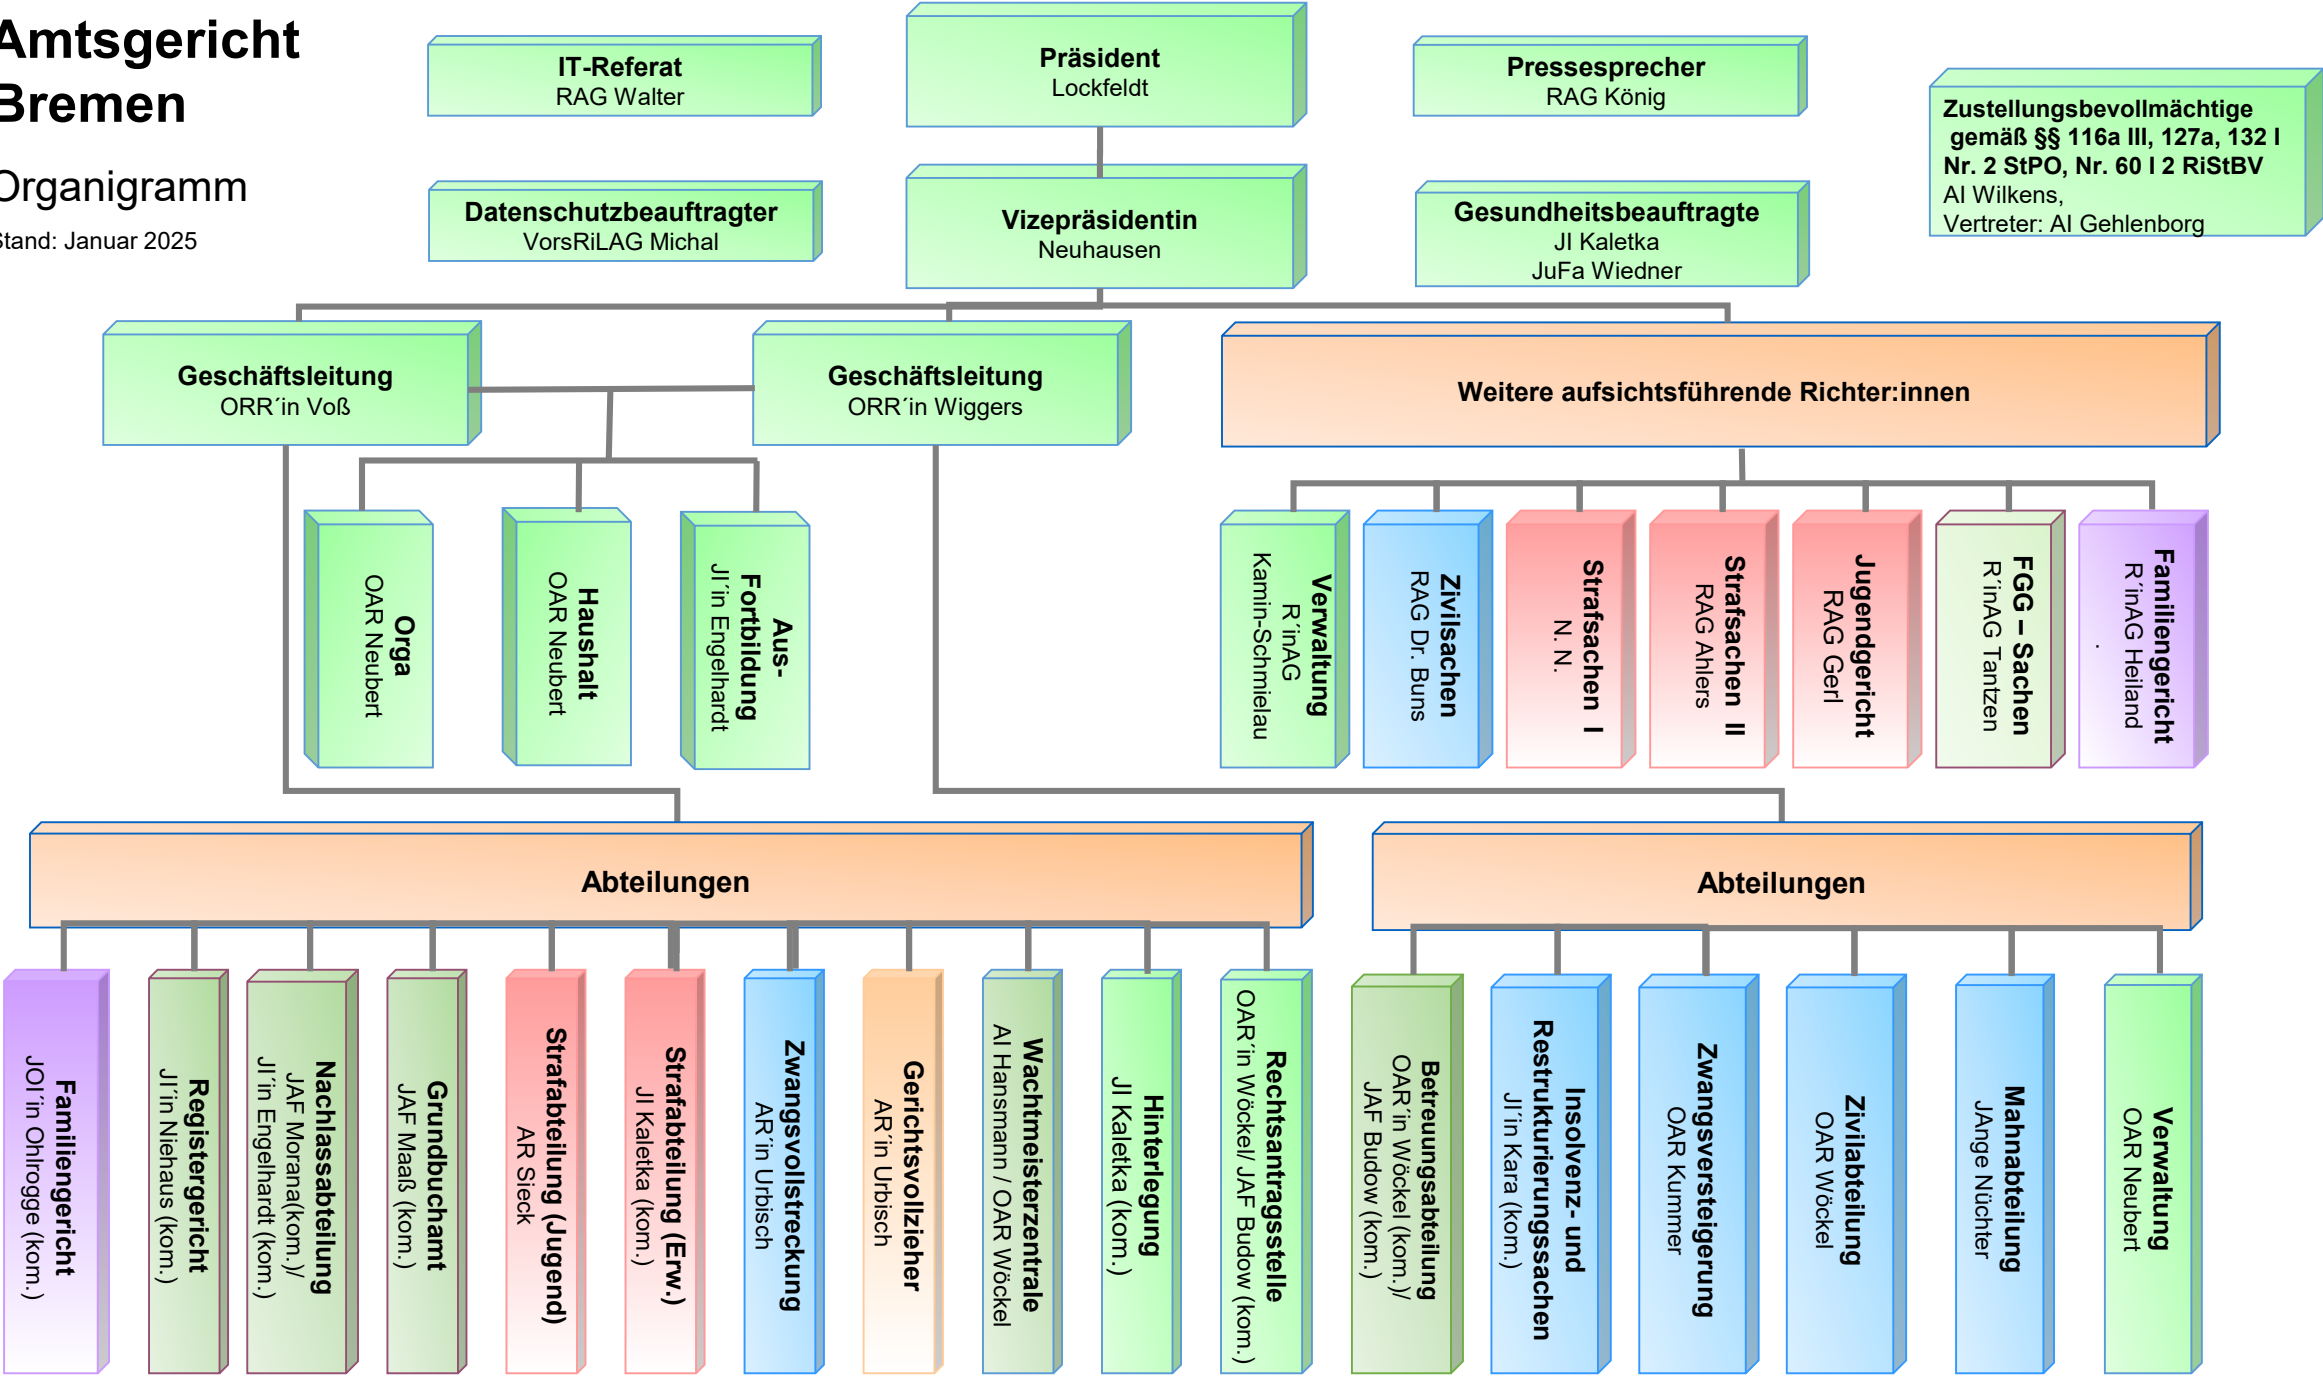 Amtsgericht
Bremen
Organigramm
Stand: Januar 2025
IT-Referat
RAG Walter
Datenschutzbeauftragter
VorsRiLAG Michal
Präsident
Lockfeldt
Vizepräsidentin
Neuhausen
Pressesprecher
RAG König
Gesundheitsbeauftragte
JI Kaletka
JuFa Wiedner
Zustellungsbevollmächtige
gemäß §§ 116a III, 127a, 132 I
Nr. 2 StPO, Nr. 60 I 2 RiStBV
AI Wilkens,
Vertreter: AI Gehlenborg
Geschäftsleitung
ORR´in Voß
Geschäftsleitung
ORR´in Wiggers
Weitere aufsichtsführende Richter:innen
Orga
OAR Neubert
Haushalt
OAR Neubert
Aus-
Fortbildung
JI´in Engelhardt
Verwaltung
R´inAG
Kamin-Schmielau
Zivilsachen
RAG Dr. Buns
Strafsachen I
N. N.
Strafsachen II
RAG Ahlers
Jugendgericht
RAG Gerl
FGG – Sachen
R´inAG Tantzen
Familiengericht
R´inAG Heiland
.
Abteilungen
Abteilungen
Familiengericht
JOI´in Ohlrogge (kom.)
Registergericht
JI´in Niehaus (kom.)
Nachlassabteilung
JAF Morana(kom.)/
JI´in Engelhardt (kom.)
Grundbuchamt
JAF Maaß (kom.)
Strafabteilung (Jugend)
AR Sieck
Strafabteilung (Erw.)
JI Kaletka (kom.)
Zwangsvollstreckung
AR´in Urbisch
Gerichtsvollzieher
AR´in Urbisch
Wachtmeisterzentrale
AI Hansmann / OAR Wöckel
Hinterlegung
JI Kaletka (kom.)
Rechtsantragsstelle
OAR´in Wöckel/ JAF Budow (kom.)
Betreuungsabteilung
OAR´in Wöckel (kom.)/
JAF Budow (kom.)
Insolvenz- und
Restrukturierungssachen
JI´in Kara (kom.)
Zwangsversteigerung
OAR Kummer
Zivilabteilung
OAR Wöckel
Mahnabteilung
JAnge Nüchter
Verwaltung
OAR Neubert